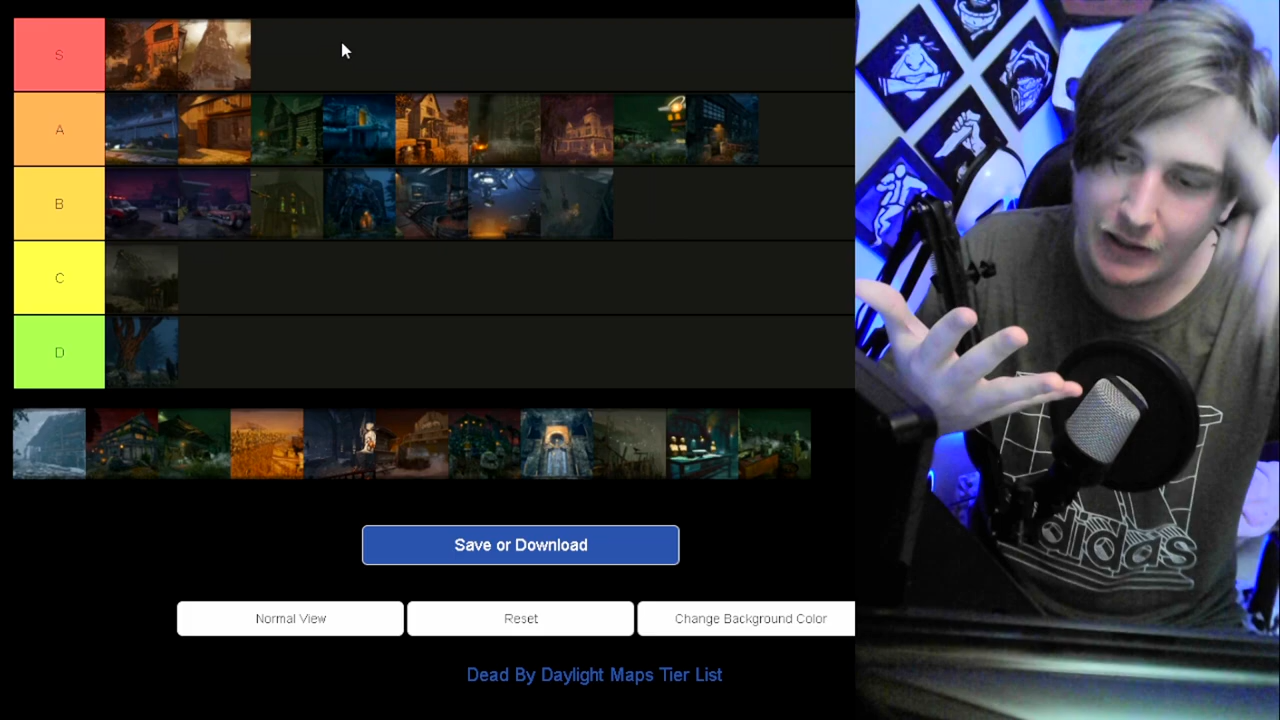 S
A
B
C
D
Save or Download
Normal View
Reset
Change Background Color
Dead By Daylight Maps Tier List
adidas